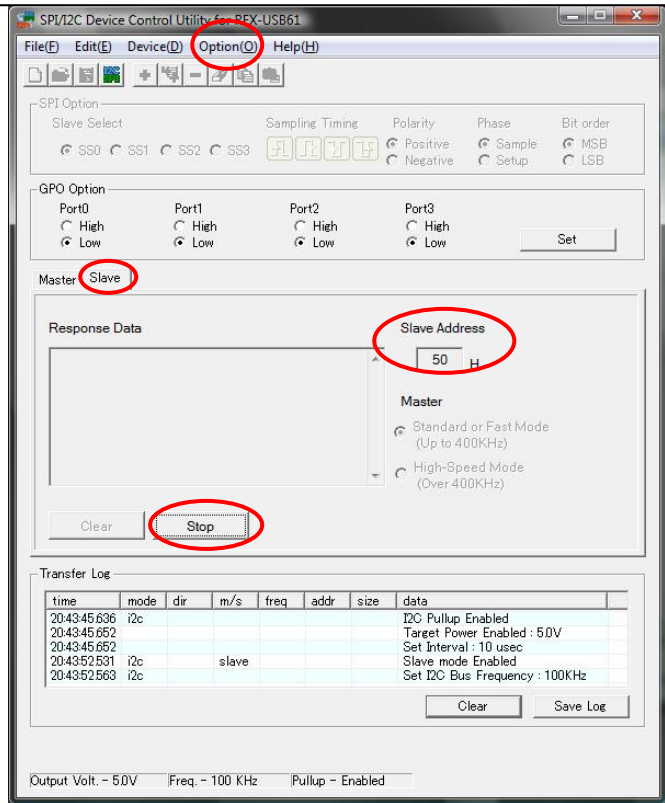 SPI/I2C Device Control Utility for REX-USB61
File(F) Edit(E) Device(D) Option(O) Help(H)
SPI Option
Slave Select Sampling Timing Polarity Phase Bit order
SS0 SS1 SS2 SS3 Positive Sample MSB
Negative Setup LSB
GPO Option
Port0 Port1 Port2 Port3
High High High High
Low Low Low Low Set
Master Slave
Response Data Slave Address
50 H
Master
Standard or Fast Mode
(Up to 400KHz)
High-Speed Mode
(Over 400KHz)
Clear Stop
Transfer Log
time mode dir m/s freq addr size data
20:43:45.636 i2c I2C Pullup Enabled
20:43:45.652 Target Power Enabled : 5.0V
20:43:45.652 Set Interval : 10 usec
20:43:52.531 i2c slave Slave mode Enabled
20:43:52.563 i2c Set I2C Bus Frequency : 100KHz
Clear Save Log
Output Volt. - 5.0V Freq. - 100 KHz Pullup - Enabled